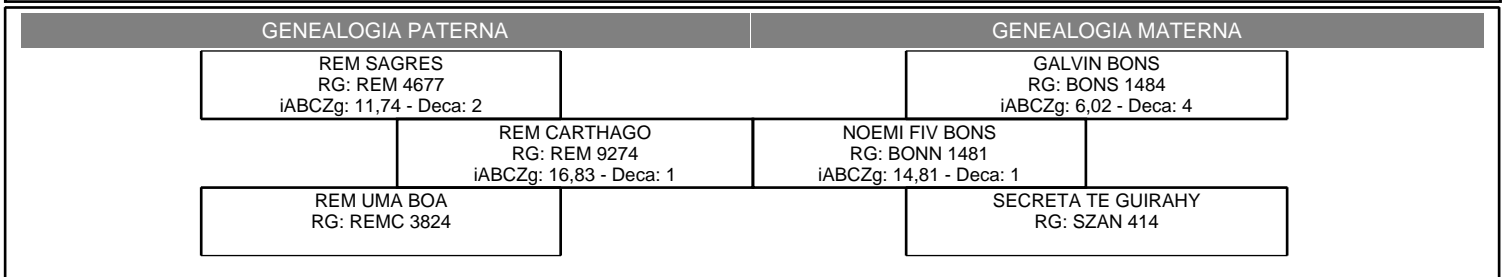 GENEALOGIA PATERNA
GENEALOGIA MATERNA
REM SAGRES
RG: REM 4677
iABCZg: 11,74 - Deca: 2
GALVIN BONS
RG: BONS 1484
iABCZg: 6,02 - Deca: 4
REM CARTHAGO
RG: REM 9274
iABCZg: 16,83 - Deca: 1
NOEMI FIV BONS
RG: BONN 1481
iABCZg: 14,81 - Deca: 1
REM UMA BOA
RG: REMC 3824
SECRETA TE GUIRAHY
RG: SZAN 414